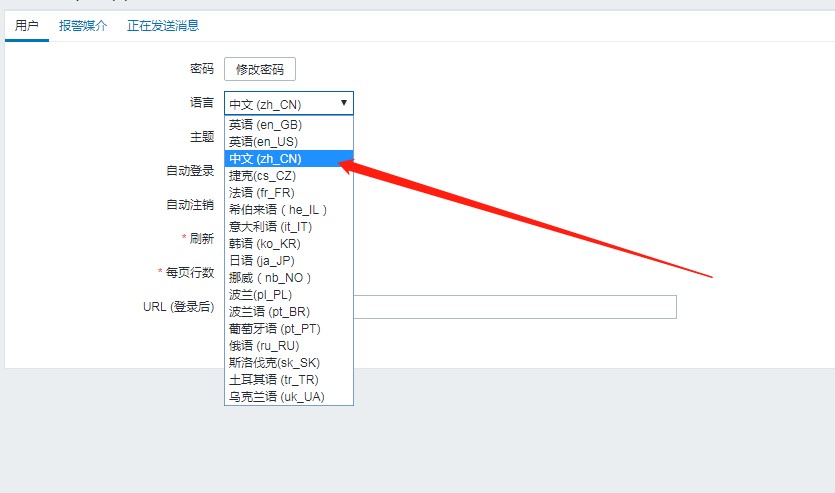 用户 报警媒介 正在发送消息
密码 修改密码
语言 中文 (zh_CN)
英语 (en_GB)
主题
英语(en_US)
中文 (zh_CN)
自动登录
捷克(cs_CZ)
法语 (fr_FR)
自动注销
希伯来语（he_IL）
意大利语 (it_IT)
* 刷新
韩语 (ko_KR)
日语 (ja_JP)
* 每页行数
挪威（nb_NO）
波兰(pl_PL)
URL (登录后)
波兰语 (pt_BR)
葡萄牙语 (pt_PT)
俄语 (ru_RU)
斯洛伐克(sk_SK)
土耳其语 (tr_TR)
乌克兰语 (uk_UA)